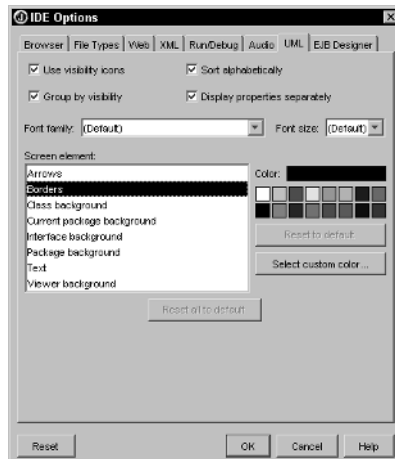 IDE Options
Browser File Types Web XML Run/Debug Audio UML EJB Designer
Use visibility icons Sort alphabetically
Group by visibility Display properties separately
Font family: (Default) Font size: (Default)
Screen element:
Color:
Arrows
Borders
Class background
Current package background
Interface background
Package background
Text
Viewer background
Reset to default
Select custom color...
Reset all to default
Reset OK Cancel Help